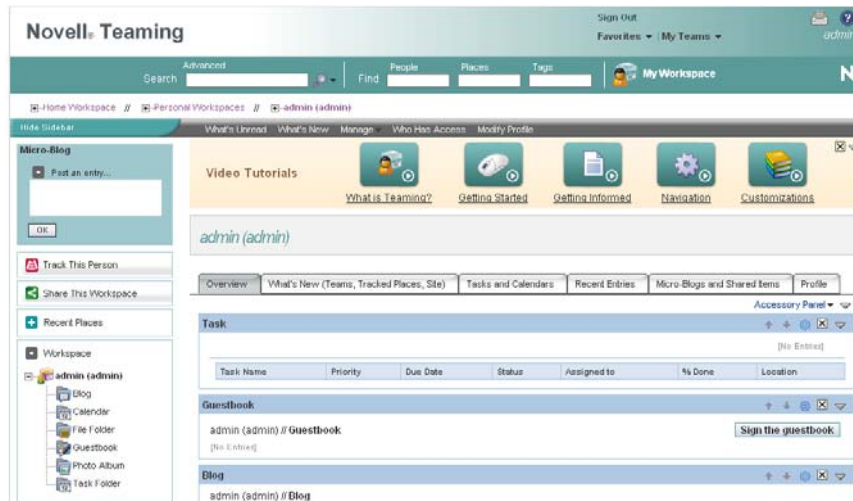 Novell® Teaming
Sign Out
Favorites My Teams
admin
Advanced
Search
Find
People
Places
Tags
My Workspace
N
Home Workspace // Personal Workspaces // admin (admin)
Hide Sidebar
What's Unread What's New Manage Who Has Access Modify Profile
Micro-Blog
Post an entry...
OK
Video Tutorials
What is Teaming?
Getting Started
Getting Informed
Navigation
Customizations
admin (admin)
Track This Person
Share This Workspace
Recent Places
Workspace
admin (admin)
Blog
Calendar
File Folder
Guestbook
Photo Album
Task Folder
Overview
What's New (Teams, Tracked Places, Site)
Tasks and Calendars
Recent Entries
Micro-Blogs and Shared Items
Profile
Accessory Panel
Task
[No Entries]
Task Name Priority Due Date Status Assigned to % Done Location
Guestbook
admin (admin) // Guestbook
Sign the guestbook
[No Entries]
Blog
admin (admin) // Blog